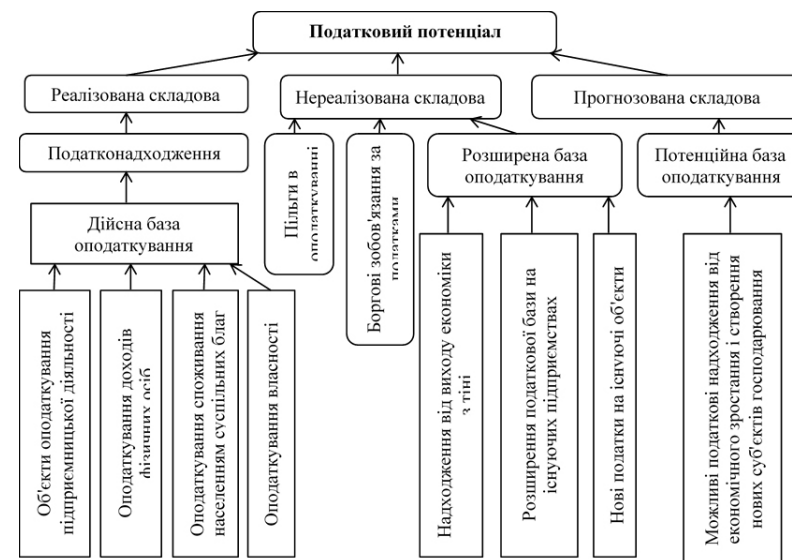 Податковий потенціал
Реалізована складова
Нереалізована складова
Прогнозована складова
Податконадходження
Пільги в
оподаткуванні
Боргові зобов'язання за
податками
Розширена база
оподаткування
Потенційна база
оподаткування
Дійсна база
оподаткування
Об'єкти оподаткування
підприємницької діяльності
Оподаткування доходів
фізичних осіб
Оподаткування споживання
населенням суспільних благ
Оподаткування власності
Надходження від виходу економіки
з тіні
Розширення податкової бази на
існуючих підприємствах
Нові податки на існуючі об'єкти
Можливі податкові надходження від
економічного зростання і створення
нових суб'єктів господарювання